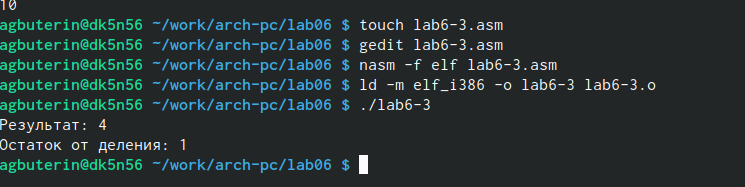 10
agbuterin@dk5n56 ~/work/arch-pc/lab06 $ touch lab6-3.asm
agbuterin@dk5n56 ~/work/arch-pc/lab06 $ gedit lab6-3.asm
agbuterin@dk5n56 ~/work/arch-pc/lab06 $ nasm -f elf lab6-3.asm
agbuterin@dk5n56 ~/work/arch-pc/lab06 $ ld -m elf_i386 -o lab6-3 lab6-3.o
agbuterin@dk5n56 ~/work/arch-pc/lab06 $ ./lab6-3
Результат: 4
Остаток от деления: 1
agbuterin@dk5n56 ~/work/arch-pc/lab06 $